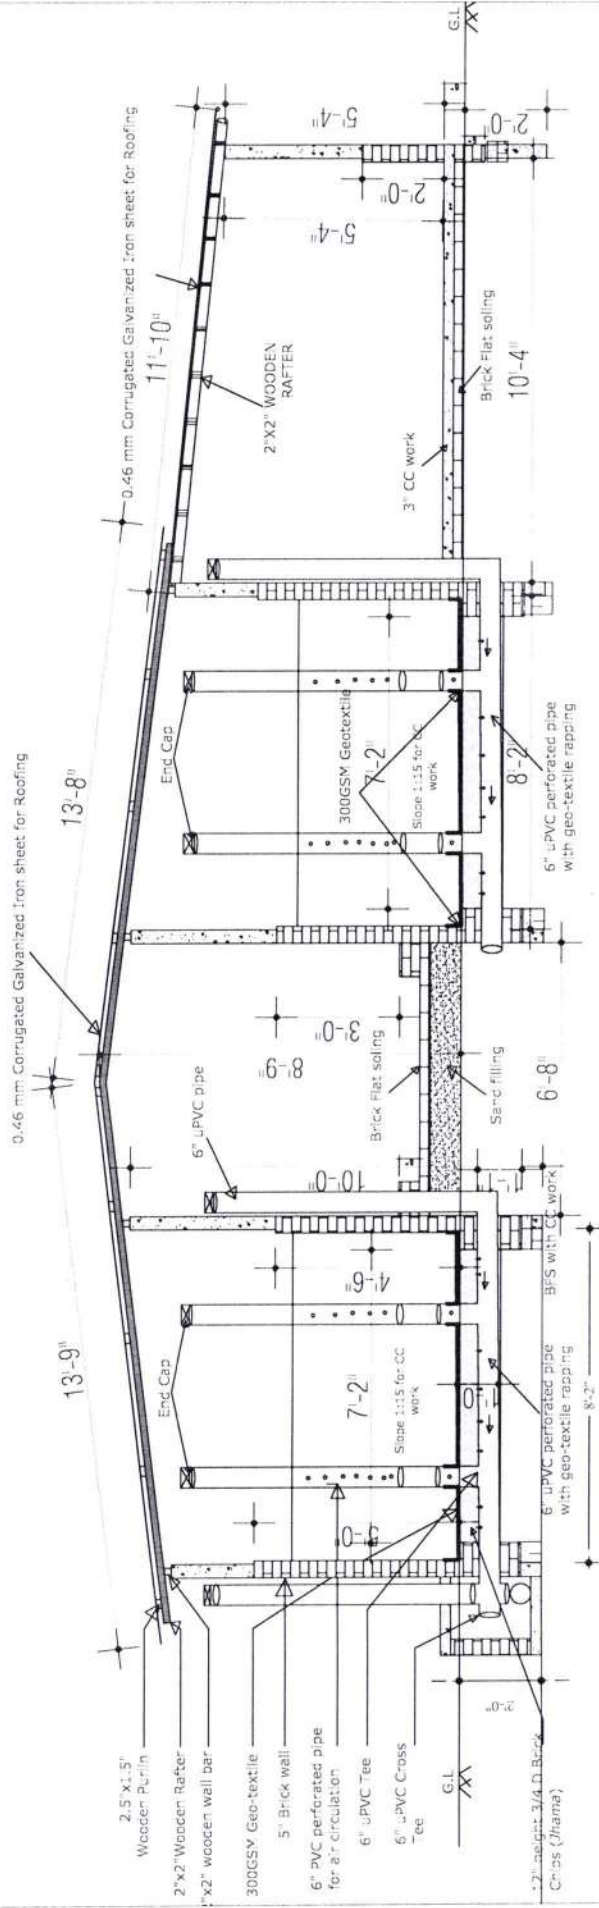 0.46 mm Corrugated Galvanized Iron sheet for Roofing
0.46 mm Corrugated Galvanized Iron sheet for Roofing
13'-9"
13'-8"
11'-10"
2.5"x1.5"
Wooden Purlin
2"x2"Wooden Rafter
wooden wall bar
300GSM Geo-textile
5" Brick wall
6" PVC perforated pipe
for air circulation
6" uPVC Tee
6" uPVC Cross
Tee
G.L
2'-0"
height 3/4 D Brick
Chips (Jhama)
End Cap
7'-2"
4'-6"
Slope 1:15 for CC
work
6" uPVC perforated pipe
with geo-textile rapping
8'-2"
BFS with CC work
6" uPVC pipe
10'-0"
8'-9"
3'-0"
Brick Flat soling
Sand filling
6'-8"
End Cap
300GSM Geotextile
7'-2"
Slope 1:15 for CC
work
8'-2"
6" uPVC perforated pipe
with geo-textile rapping
2"X2" WOODEN
RAFTER
3" CC work
Brick Flat soling
10'-4"
5'-4"
2'-0"
5'-4"
2'-0"
G.L